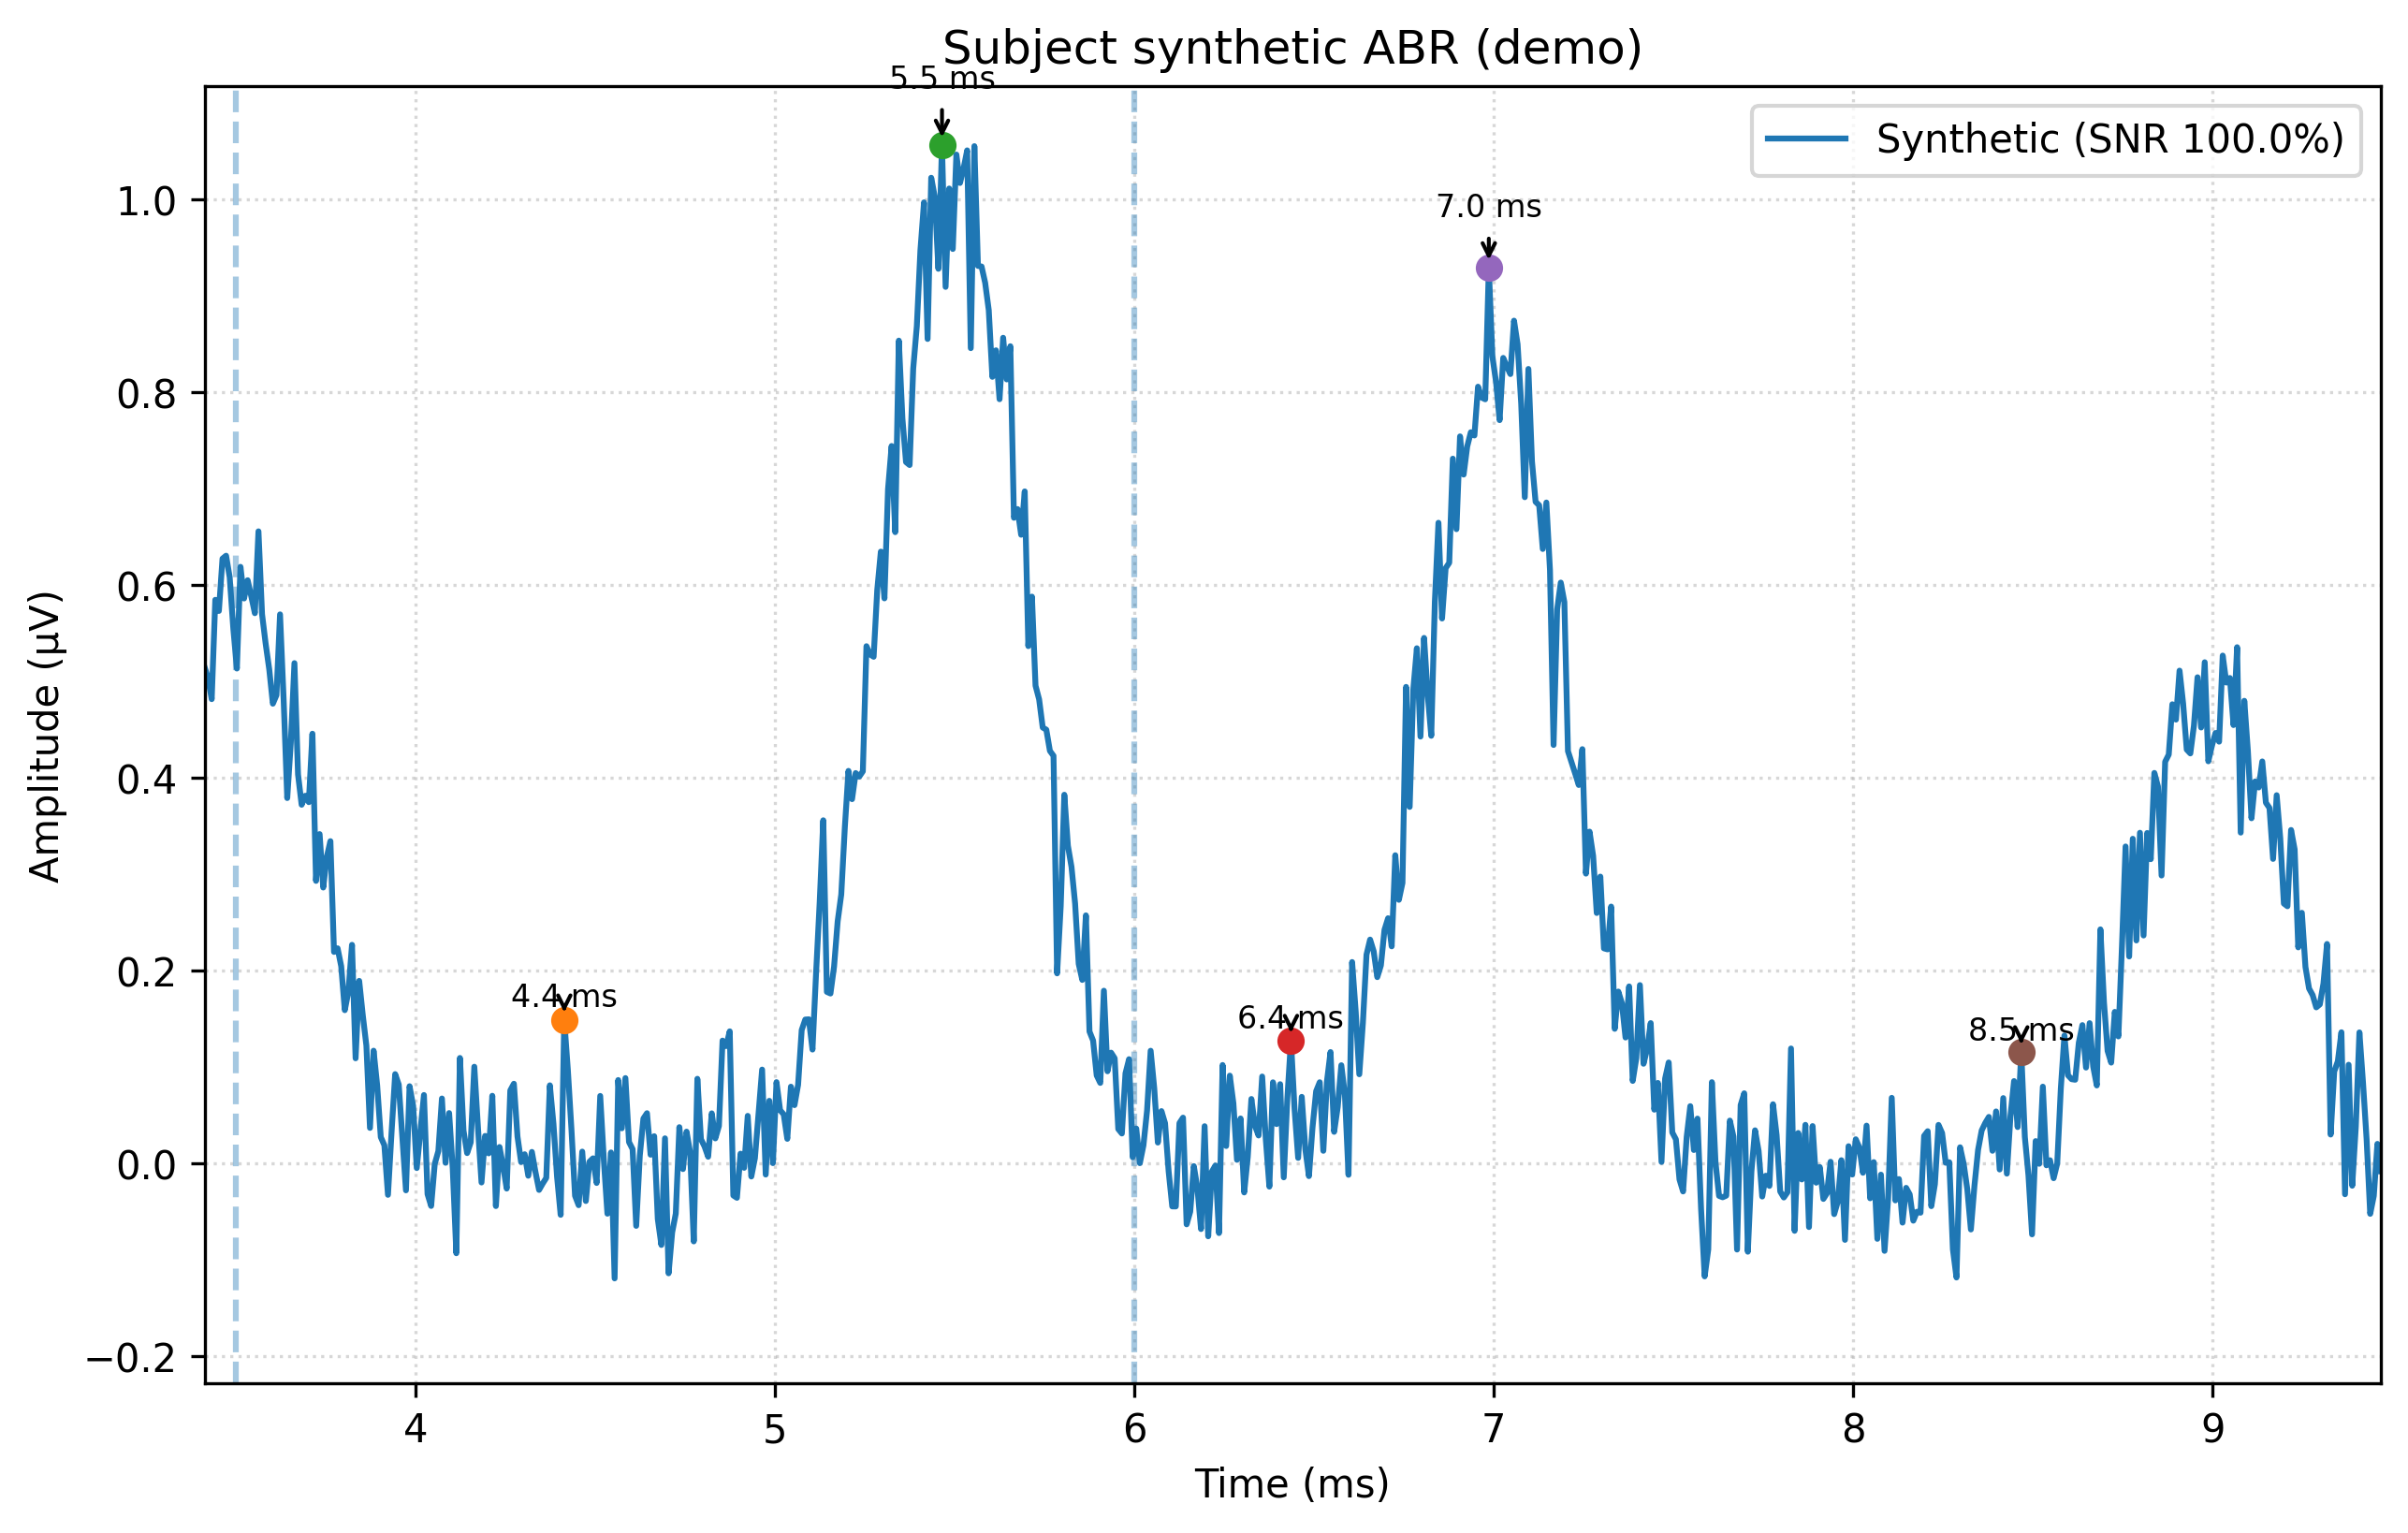 Subject synthetic ABR (demo)
5.5 ms
Synthetic (SNR 100.0%)
7.0 ms
4.4 ms
6.4 ms
8.5 ms
Amplitude (µV)
1.0
0.8
0.6
0.4
0.2
0.0
−0.2
4
5
6
7
8
9
Time (ms)